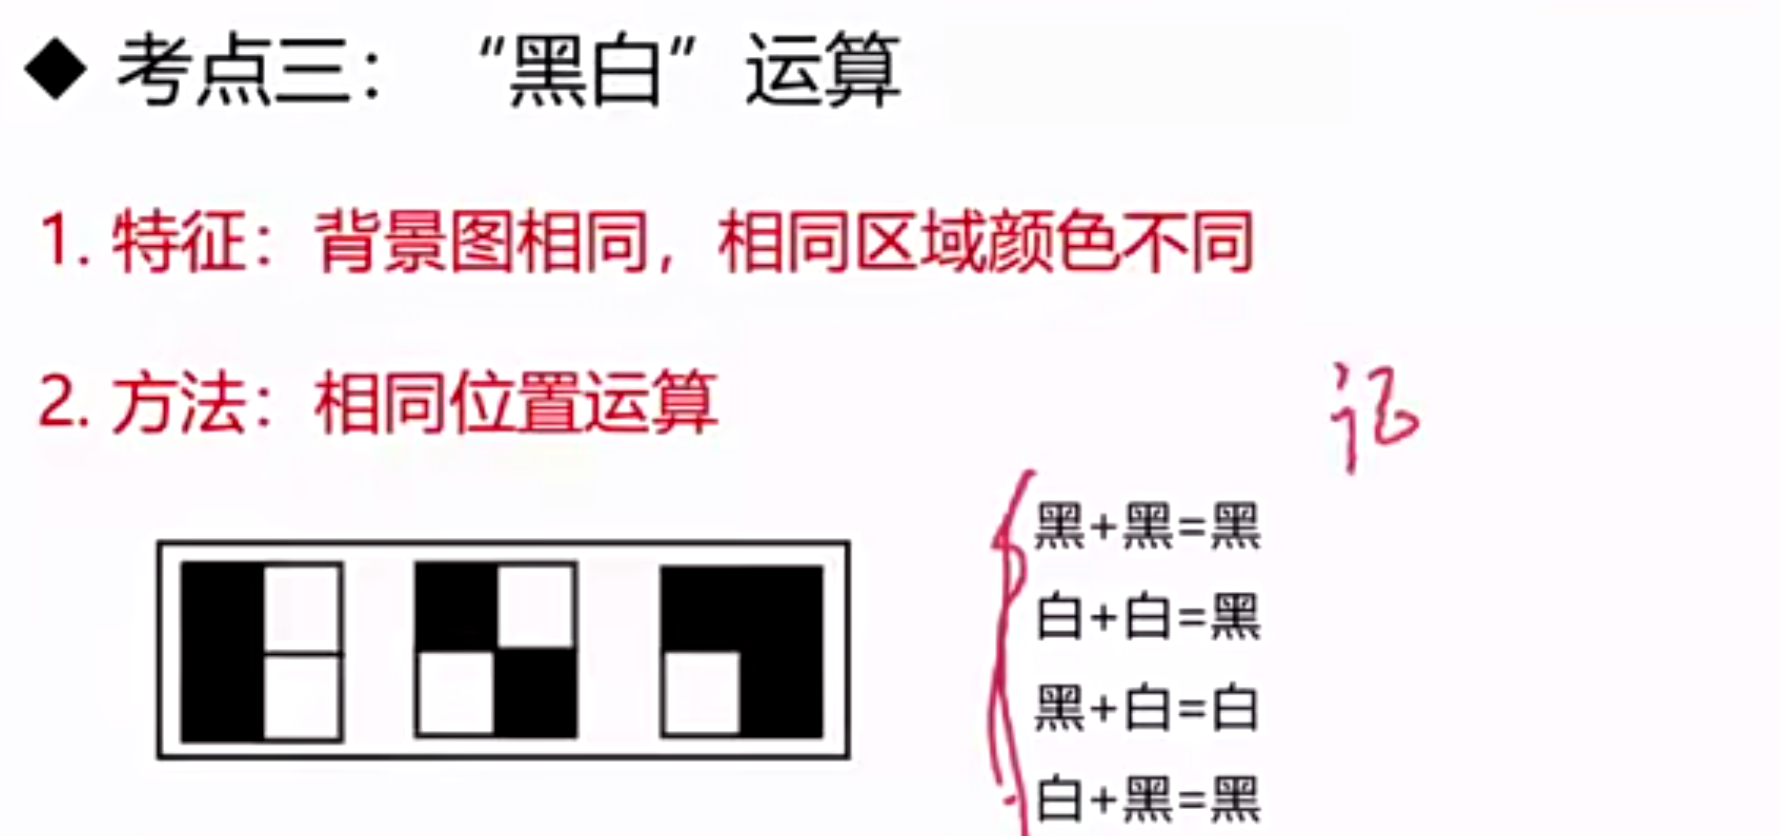 ◆ 考点三：“黑白”运算
1. 特征：背景图相同，相同区域颜色不同
2. 方法：相同位置运算
记
黑+黑=黑
白+白=黑
黑+白=白
白+黑=黑